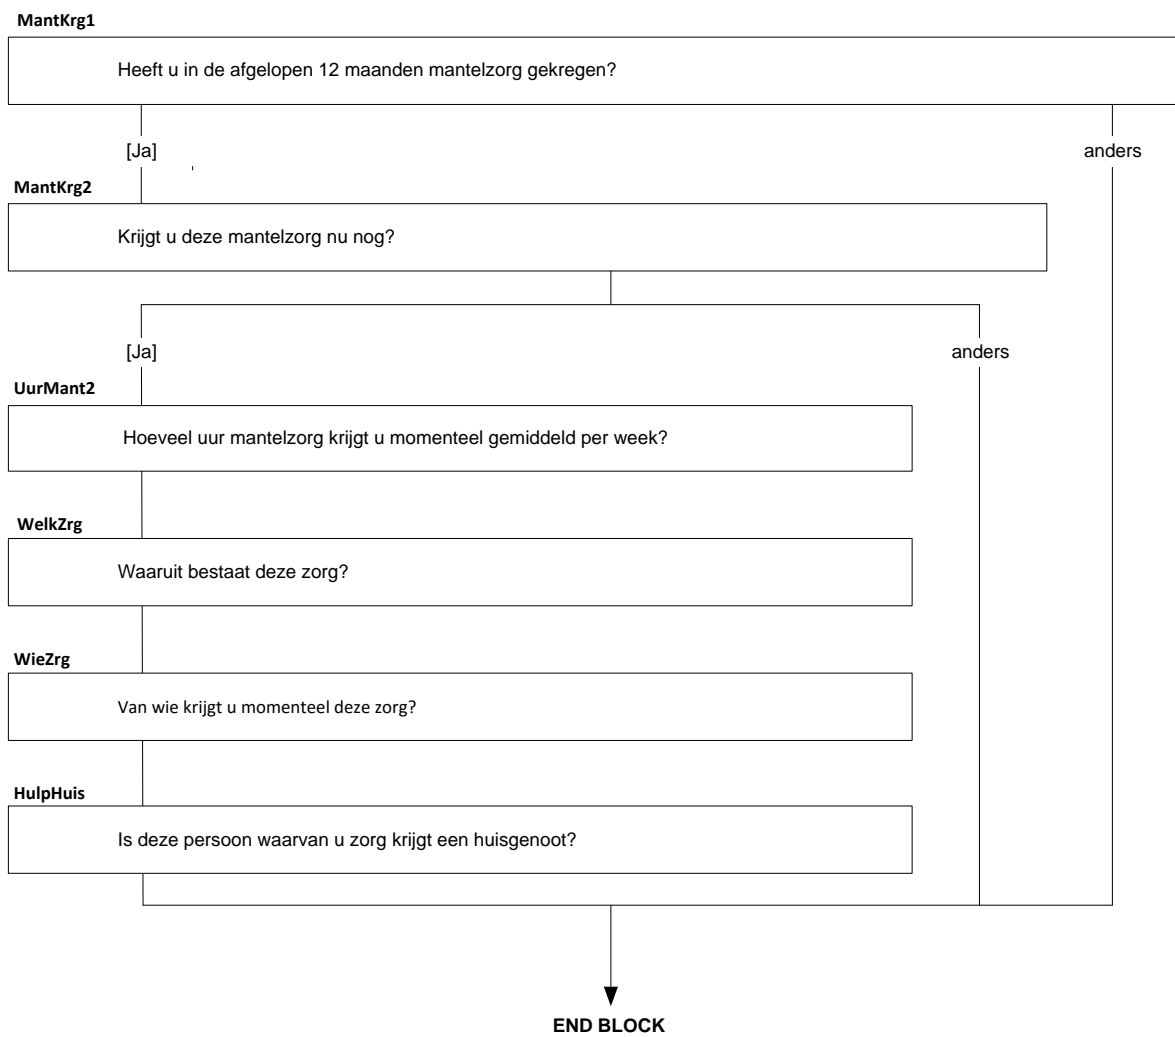 MantKrg1
Heeft u in de afgelopen 12 maanden mantelzorg gekregen?
[Ja]
anders
MantKrg2
Krijgt u deze mantelzorg nu nog?
[Ja]
anders
UurMant2
Hoeveel uur mantelzorg krijgt u momenteel gemiddeld per week?
WelkZrg
Waaruit bestaat deze zorg?
WieZrg
Van wie krijgt u momenteel deze zorg?
HulpHuis
Is deze persoon waarvan u zorg krijgt een huisgenoot?
END BLOCK